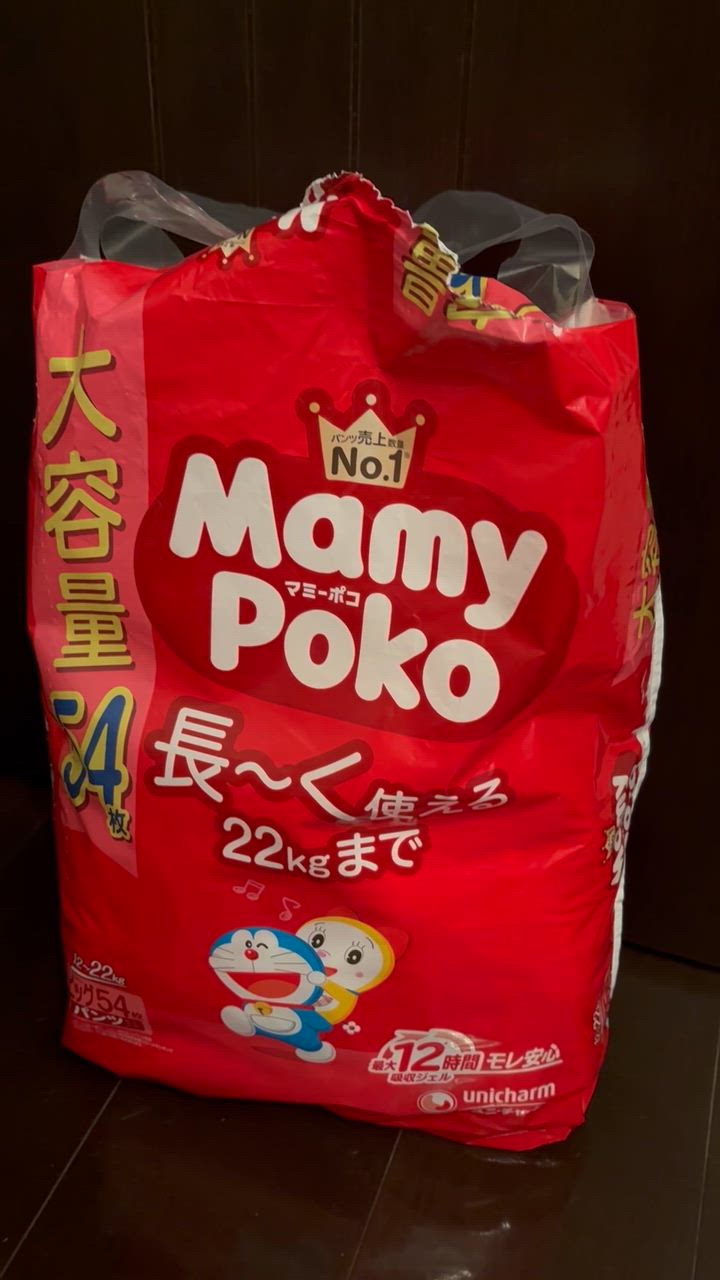 大容量
54枚
パンツ売上数量
No.1※
Mamy
マミーポコ
Poko
長〜く使える
22kgまで
12~22kg
ビッグ54枚
パンツ
最大12時間 モレ安心
吸収ジェル
unicharm